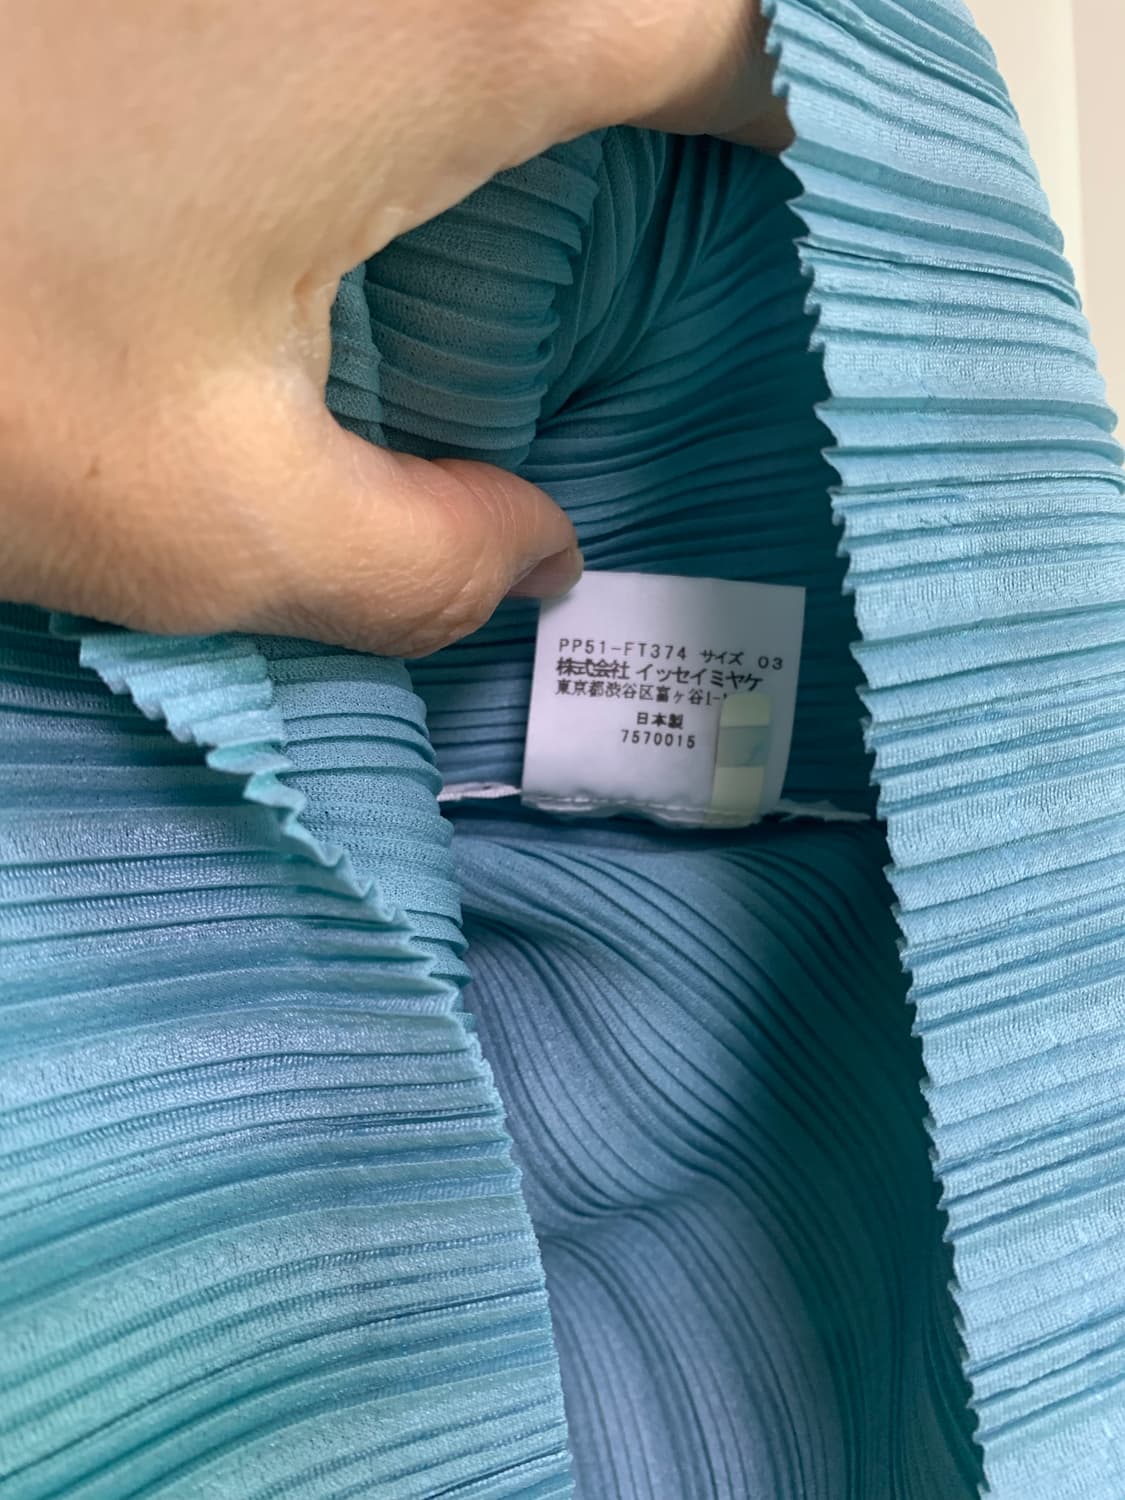 PP51-FT374 サイズ 03
株式会社 イッセイミヤケ
東京都渋谷区富ヶ谷1-
日本製
7570015